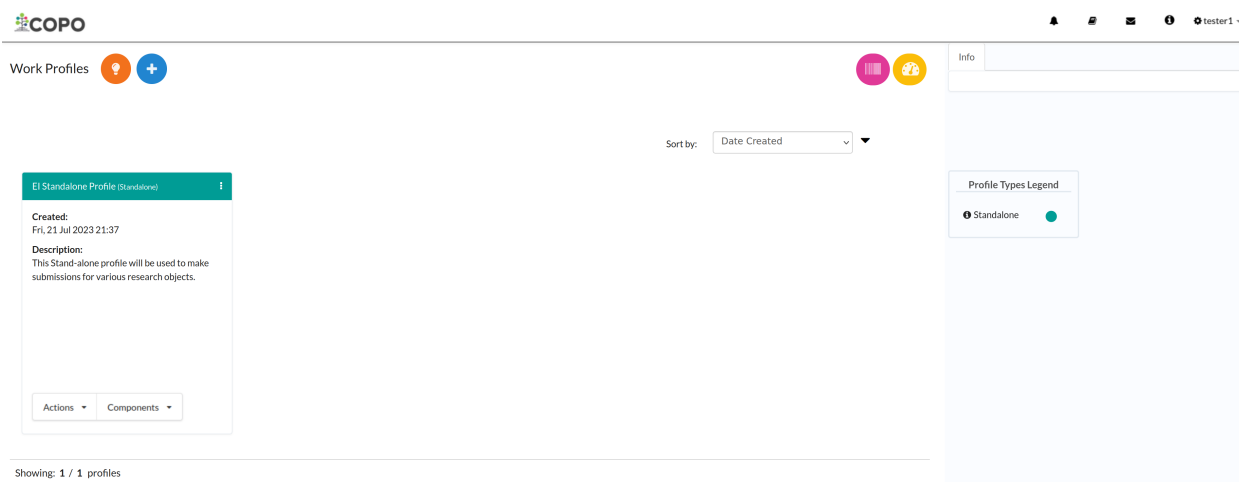 COPO
tester1
Work Profiles
Info
Sort by: Date Created
EI Standalone Profile (Standalone)
Profile Types Legend
Created:
Fri, 21 Jul 2023 21:37
Standalone
Description:
This Stand-alone profile will be used to make
submissions for various research objects.
Actions Components
Showing: 1 / 1 profiles